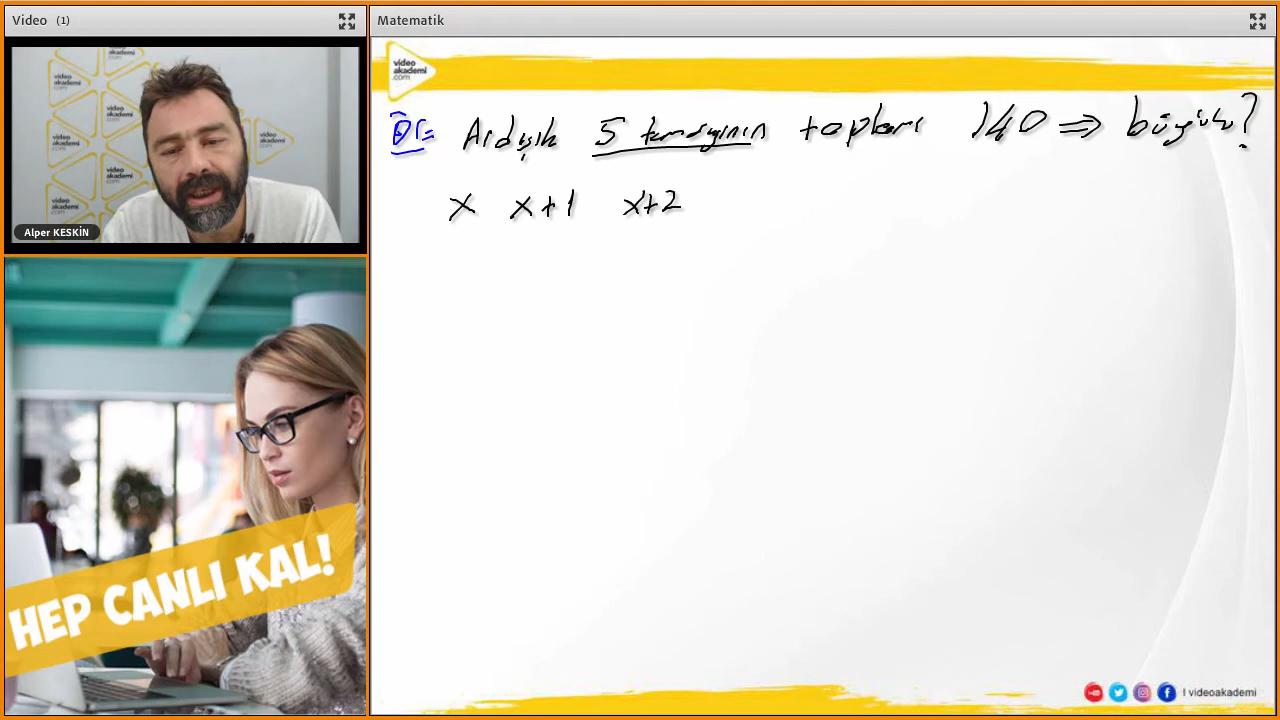 Video (1)
Matematik
video akademi .com
Ör= Ardışık 5 tamsayının toplamı 140 ⇒ büyüğü?
x x+1 x+2
Alper KESKİN
HEP CANLI KAL!
/ videoakademi